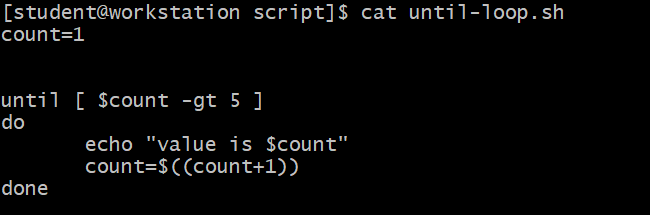 [student@workstation script]$ cat until-loop.sh
count=1
until [ $count -gt 5 ]
do
echo "value is $count"
count=$((count+1))
done